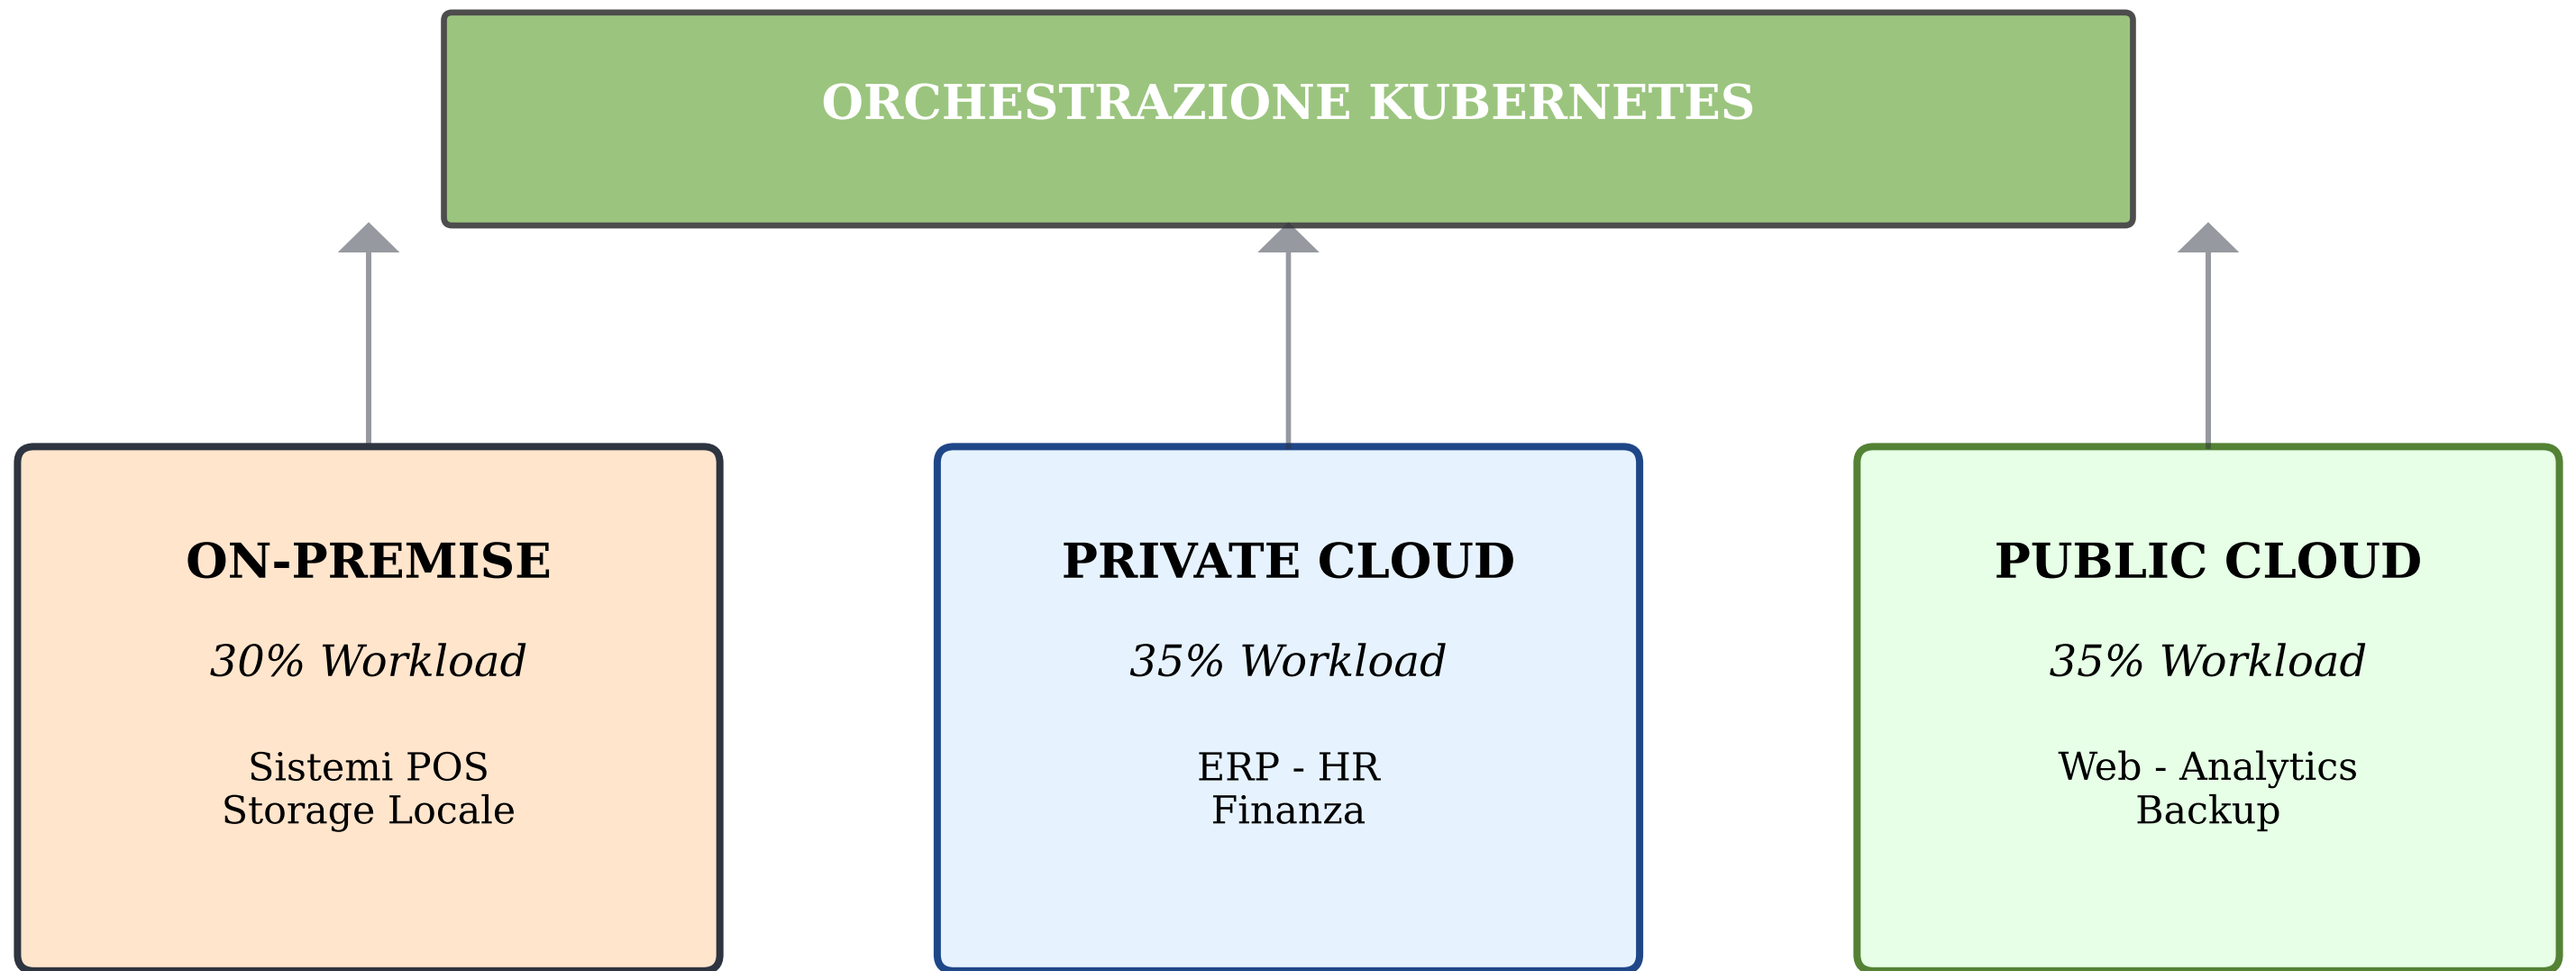 ORCHESTRAZIONE KUBERNETES
ON-PREMISE
30% Workload
Sistemi POS
Storage Locale
PRIVATE CLOUD
35% Workload
ERP - HR
Finanza
PUBLIC CLOUD
35% Workload
Web - Analytics
Backup